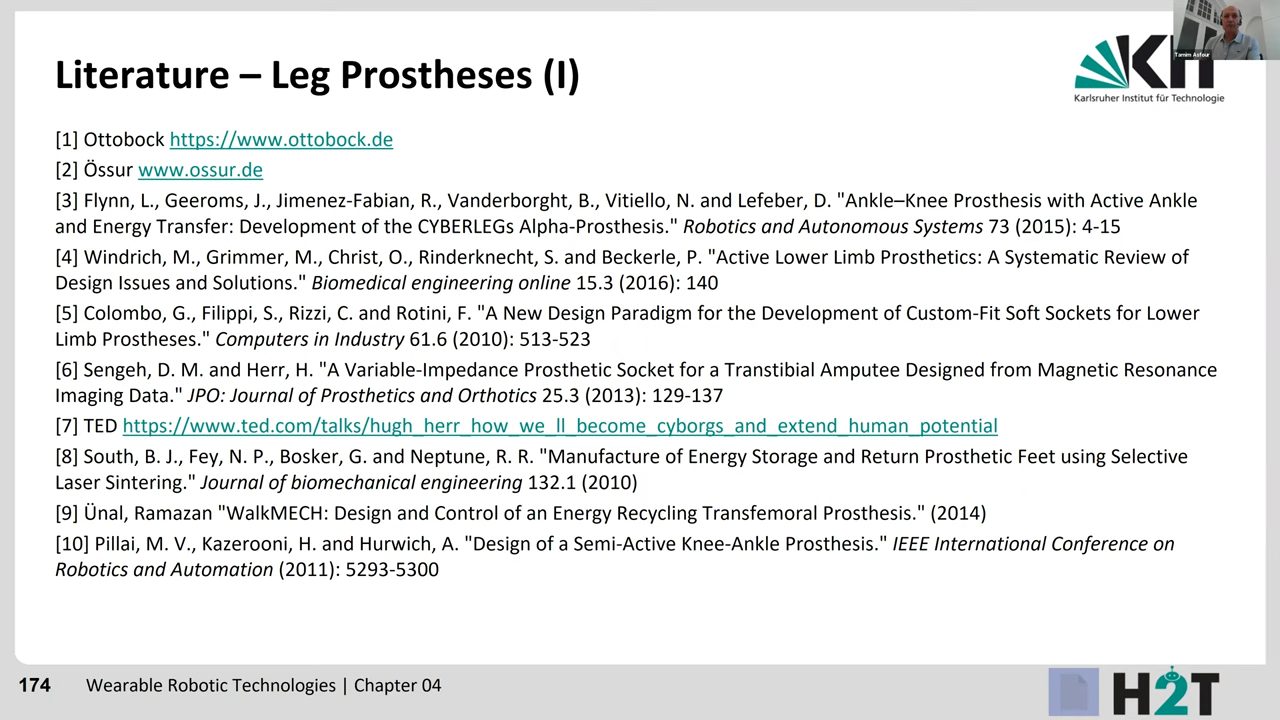 Literature – Leg Prostheses (I)
Tamim Asfour
KIT
Karlsruher Institut für Technologie
[1] Ottobock https://www.ottobock.de
[2] Össur www.ossur.de
[3] Flynn, L., Geeroms, J., Jimenez-Fabian, R., Vanderborght, B., Vitiello, N. and Lefeber, D. "Ankle–Knee Prosthesis with Active Ankle
and Energy Transfer: Development of the CYBERLEGs Alpha-Prosthesis." Robotics and Autonomous Systems 73 (2015): 4-15
[4] Windrich, M., Grimmer, M., Christ, O., Rinderknecht, S. and Beckerle, P. "Active Lower Limb Prosthetics: A Systematic Review of
Design Issues and Solutions." Biomedical engineering online 15.3 (2016): 140
[5] Colombo, G., Filippi, S., Rizzi, C. and Rotini, F. "A New Design Paradigm for the Development of Custom-Fit Soft Sockets for Lower
Limb Prostheses." Computers in Industry 61.6 (2010): 513-523
[6] Sengeh, D. M. and Herr, H. "A Variable-Impedance Prosthetic Socket for a Transtibial Amputee Designed from Magnetic Resonance
Imaging Data." JPO: Journal of Prosthetics and Orthotics 25.3 (2013): 129-137
[7] TED https://www.ted.com/talks/hugh_herr_how_we_ll_become_cyborgs_and_extend_human_potential
[8] South, B. J., Fey, N. P., Bosker, G. and Neptune, R. R. "Manufacture of Energy Storage and Return Prosthetic Feet using Selective
Laser Sintering." Journal of biomechanical engineering 132.1 (2010)
[9] Ünal, Ramazan "WalkMECH: Design and Control of an Energy Recycling Transfemoral Prosthesis." (2014)
[10] Pillai, M. V., Kazerooni, H. and Hurwich, A. "Design of a Semi-Active Knee-Ankle Prosthesis." IEEE International Conference on
Robotics and Automation (2011): 5293-5300
174 Wearable Robotic Technologies | Chapter 04
H2T